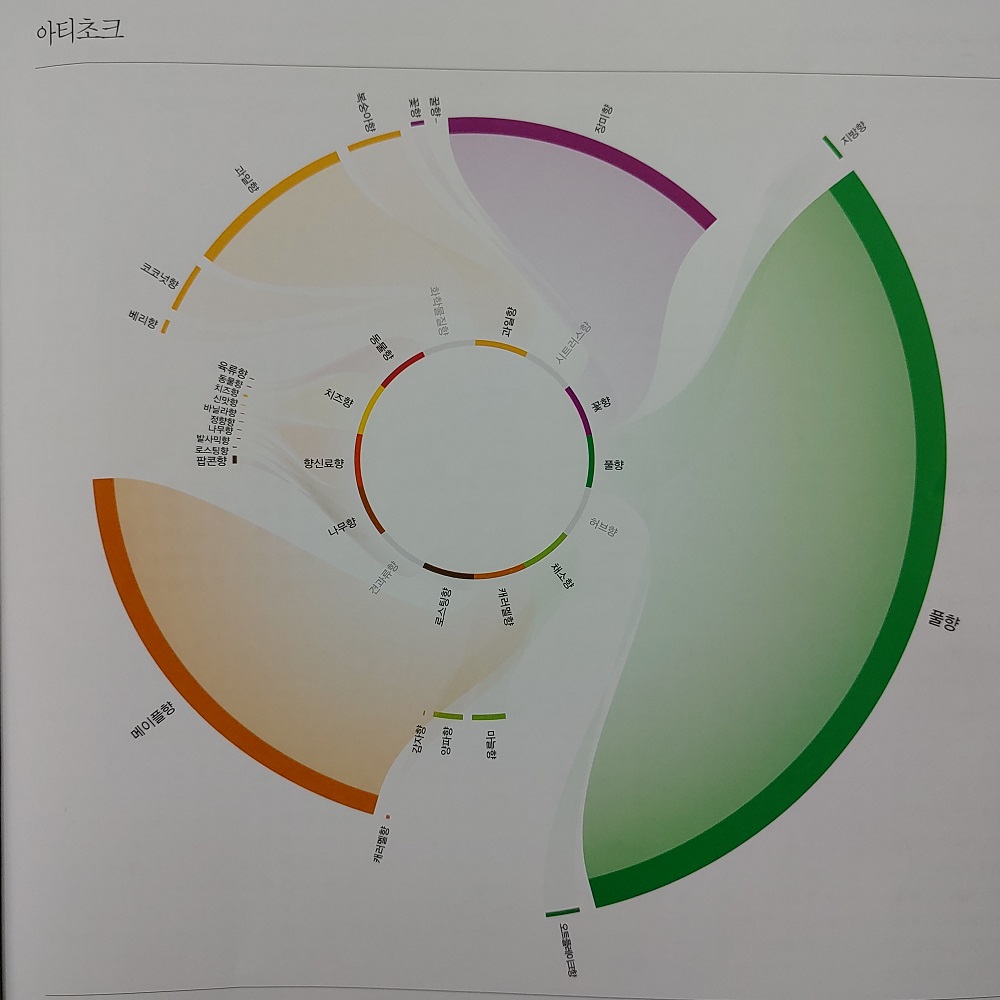 아티초크
복숭아향
꽃향
꿀향
장미향
지방향
과일향
코코넛향
베리향
화학물질향
과일향
시트러스향
동물향
꽃향
치즈향
풀향
향신료향
허브향
나무향
채소향
견과류향
로스팅향
캐러멜향
육류향
동물향
치즈향
신맛향
바닐라향
정향향
나무향
발사믹향
로스팅향
팝콘향
풀향
메이플향
감자향
양파향
마늘향
캐러멜향
오트플레이크향